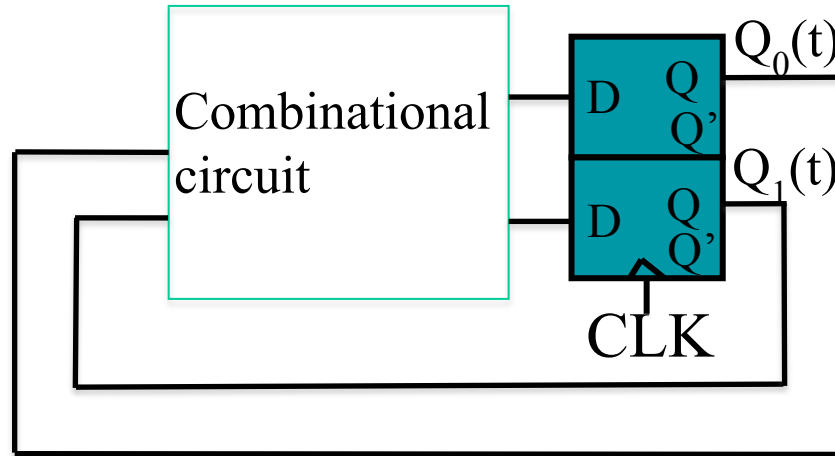 Combinational
circuit
D
Q
Q’
Q₀(t)
D
Q
Q’
Q₁(t)
CLK